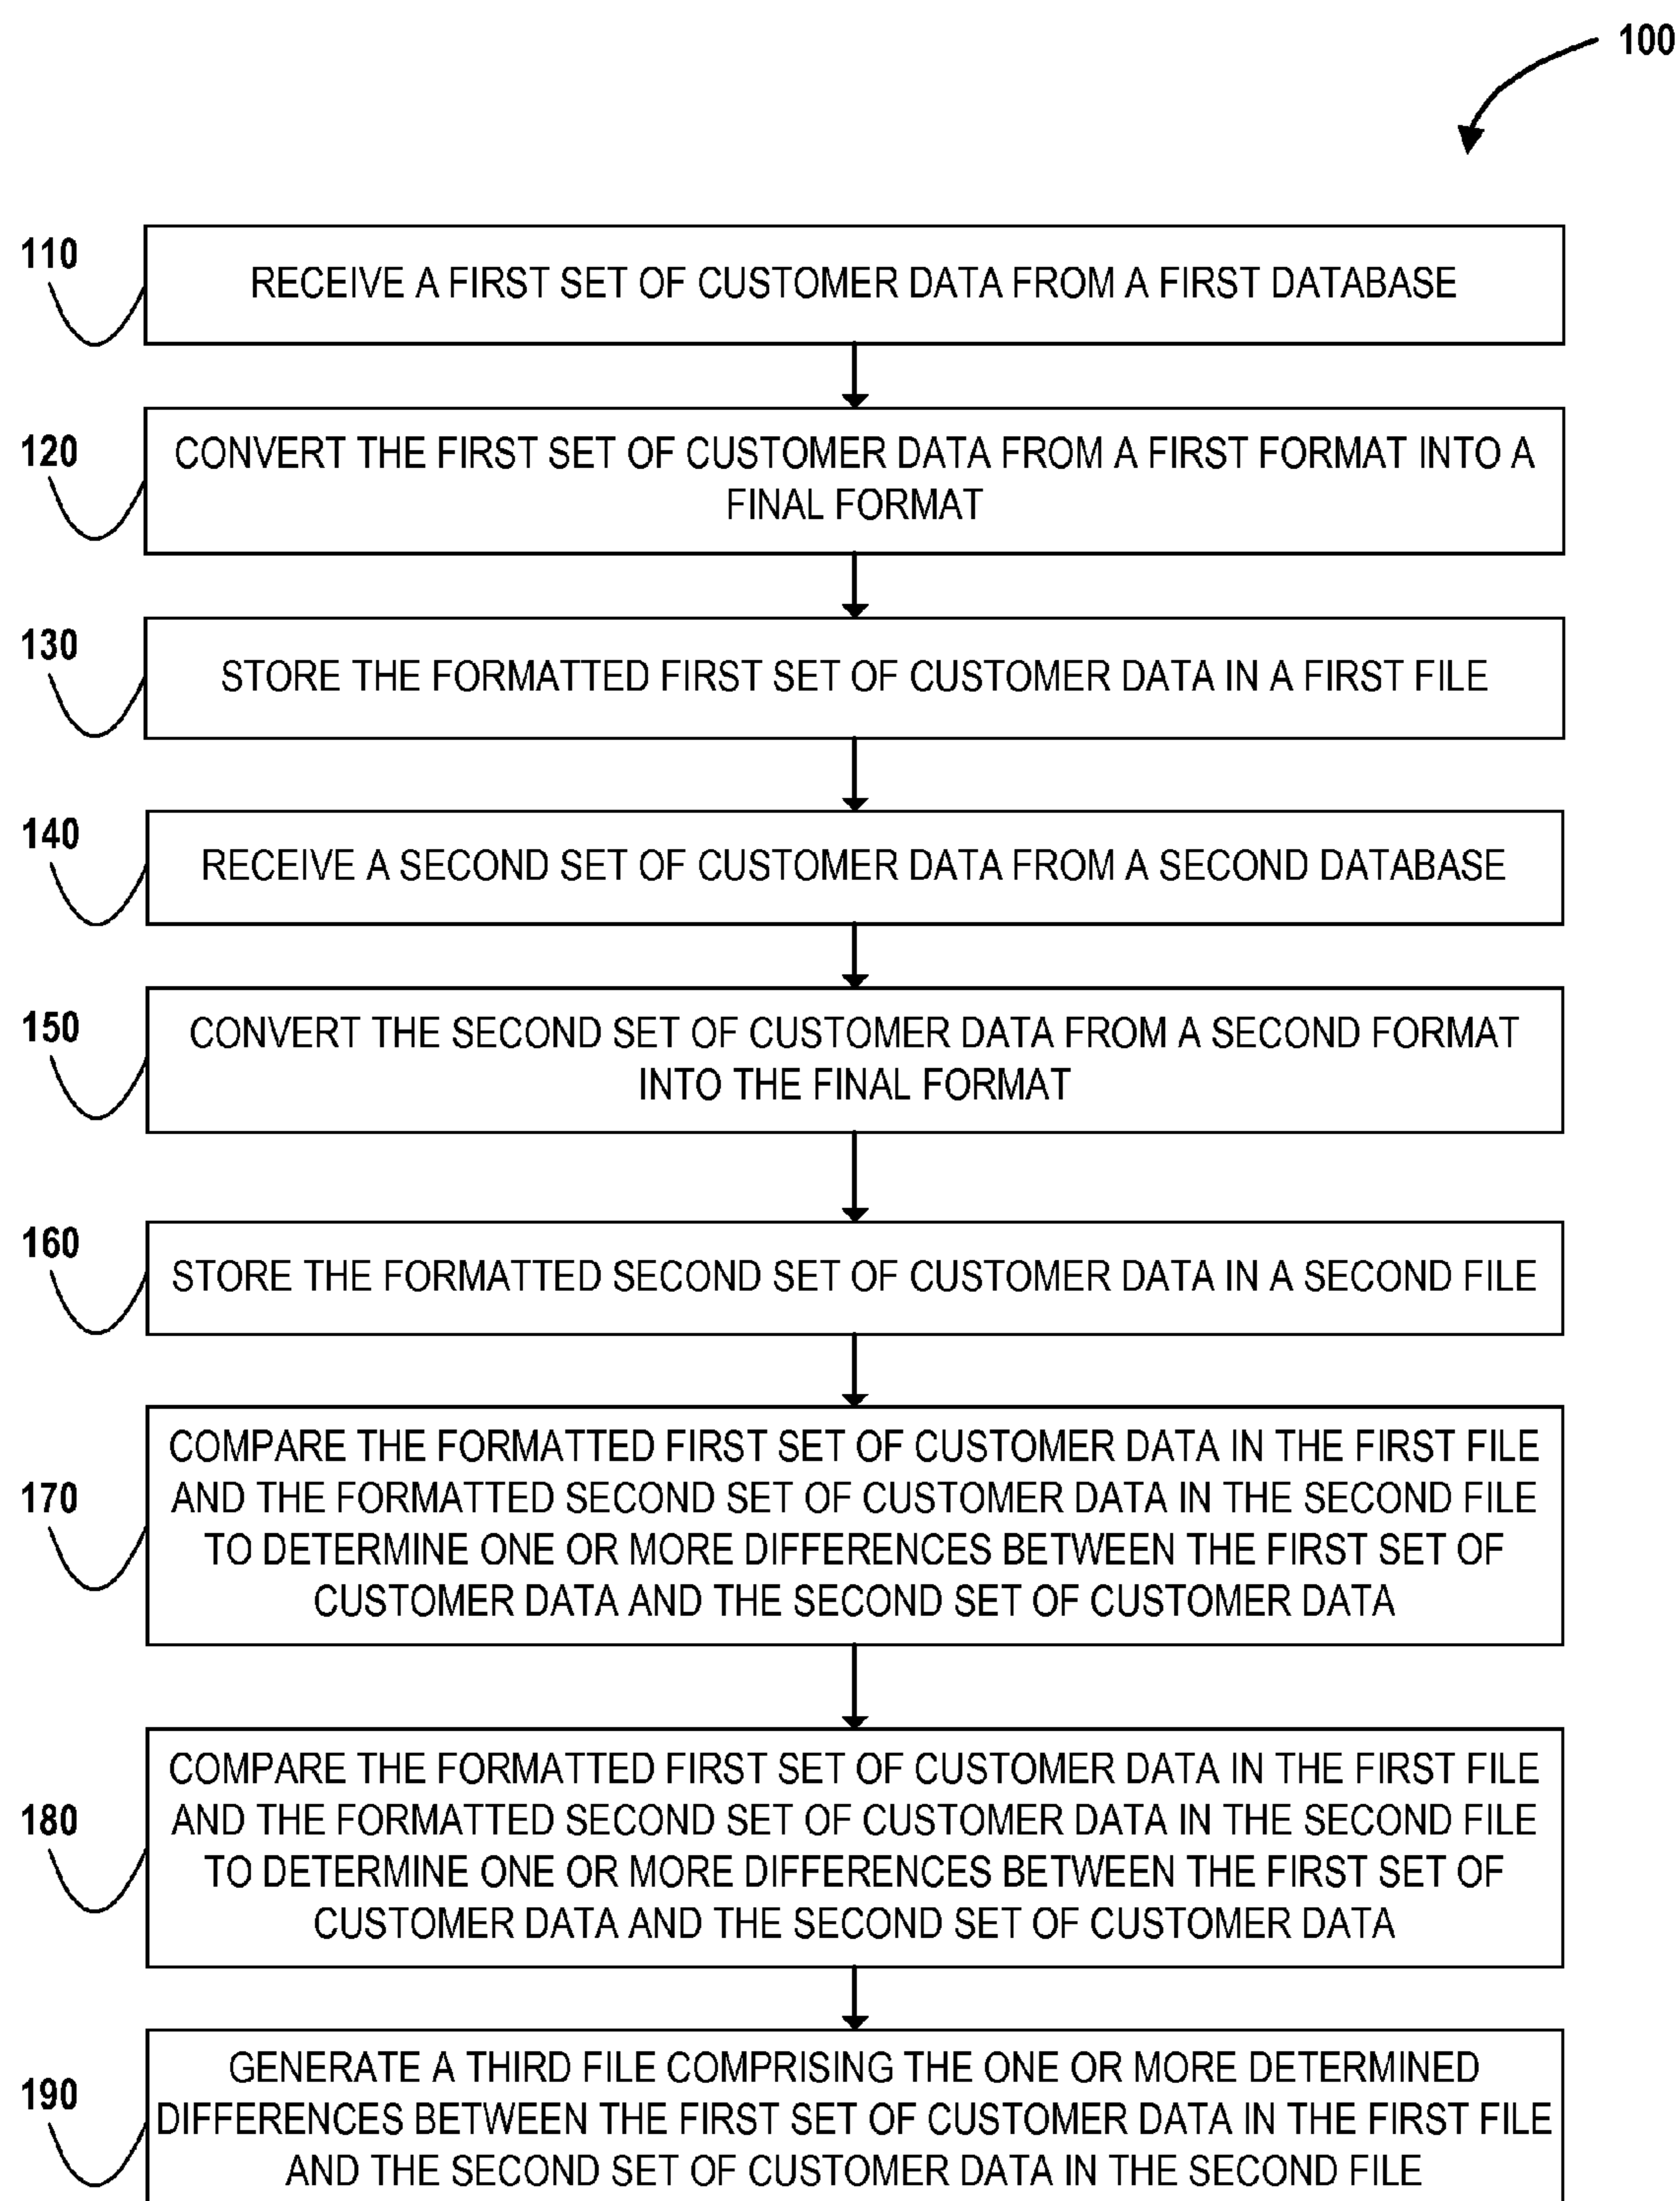 100
110
RECEIVE A FIRST SET OF CUSTOMER DATA FROM A FIRST DATABASE
120
CONVERT THE FIRST SET OF CUSTOMER DATA FROM A FIRST FORMAT INTO A
FINAL FORMAT
130
STORE THE FORMATTED FIRST SET OF CUSTOMER DATA IN A FIRST FILE
140
RECEIVE A SECOND SET OF CUSTOMER DATA FROM A SECOND DATABASE
150
CONVERT THE SECOND SET OF CUSTOMER DATA FROM A SECOND FORMAT
INTO THE FINAL FORMAT
160
STORE THE FORMATTED SECOND SET OF CUSTOMER DATA IN A SECOND FILE
170
COMPARE THE FORMATTED FIRST SET OF CUSTOMER DATA IN THE FIRST FILE
AND THE FORMATTED SECOND SET OF CUSTOMER DATA IN THE SECOND FILE
TO DETERMINE ONE OR MORE DIFFERENCES BETWEEN THE FIRST SET OF
CUSTOMER DATA AND THE SECOND SET OF CUSTOMER DATA
180
COMPARE THE FORMATTED FIRST SET OF CUSTOMER DATA IN THE FIRST FILE
AND THE FORMATTED SECOND SET OF CUSTOMER DATA IN THE SECOND FILE
TO DETERMINE ONE OR MORE DIFFERENCES BETWEEN THE FIRST SET OF
CUSTOMER DATA AND THE SECOND SET OF CUSTOMER DATA
190
GENERATE A THIRD FILE COMPRISING THE ONE OR MORE DETERMINED
DIFFERENCES BETWEEN THE FIRST SET OF CUSTOMER DATA IN THE FIRST FILE
AND THE SECOND SET OF CUSTOMER DATA IN THE SECOND FILE